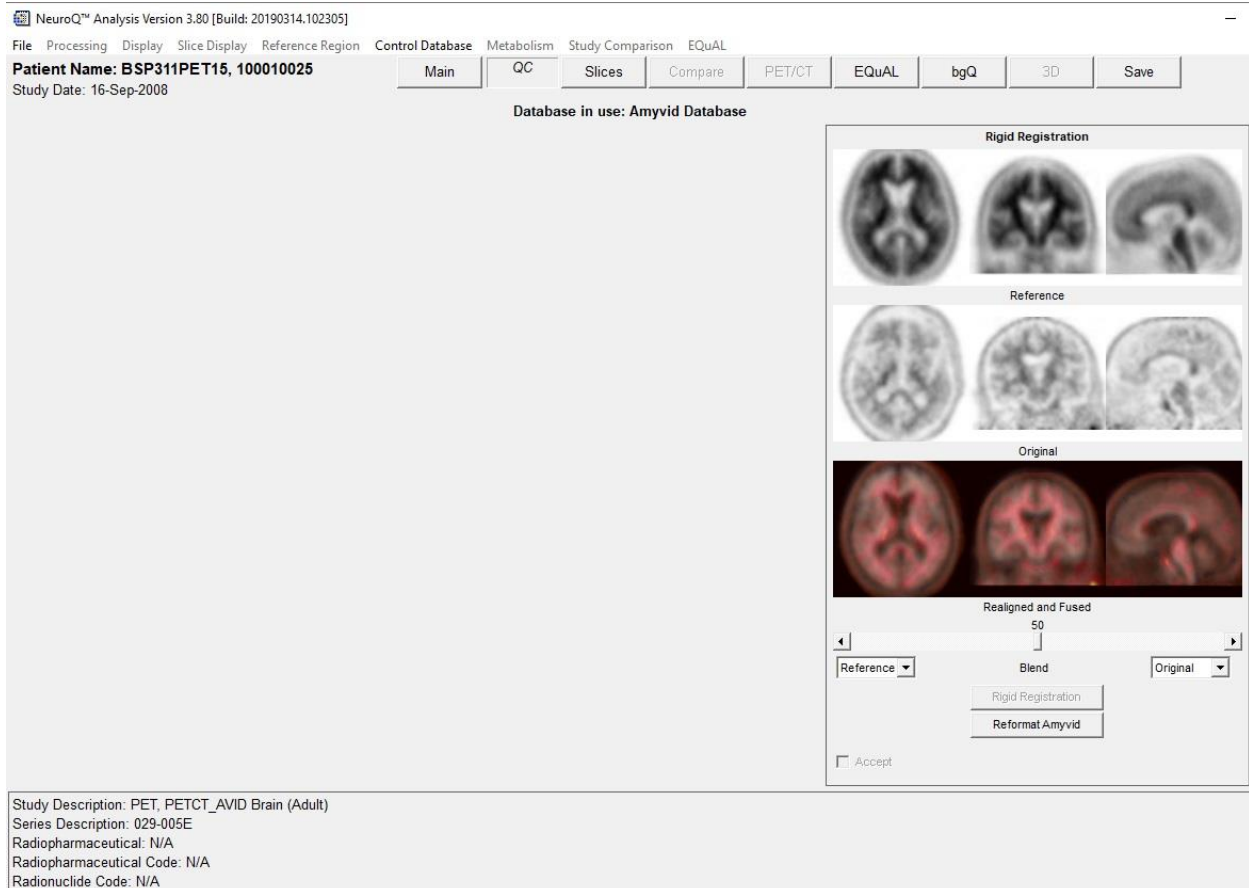 NeuroQ™ Analysis Version 3.80 [Build: 20190314.102305]
File Processing Display Slice Display Reference Region Control Database Metabolism Study Comparison EQuAL
Patient Name: BSP311PET15, 100010025
Main QC Slices Compare PET/CT EQuAL bgQ 3D Save
Study Date: 16-Sep-2008
Database in use: Amyvid Database
Rigid Registration
Reference
Original
Realigned and Fused
50
Reference Blend Original
Rigid Registration
Reformat Amyvid
Accept
Study Description: PET, PETCT_AVID Brain (Adult)
Series Description: 029-005E
Radiopharmaceutical: N/A
Radiopharmaceutical Code: N/A
Radionuclide Code: N/A